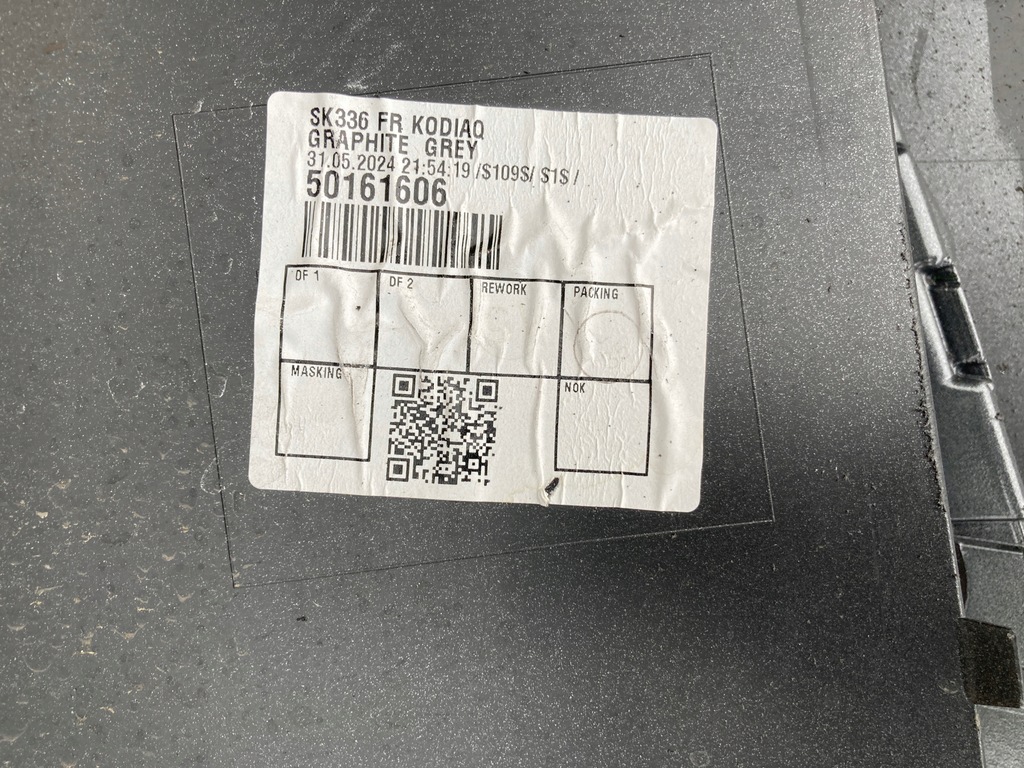 SK336 FR KODIAQ
GRAPHITE GREY
31.05.2024 21:54:19 /$109$/ $1$ /
50161606
DF 1
DF 2
REWORK
PACKING
MASKING
NOK